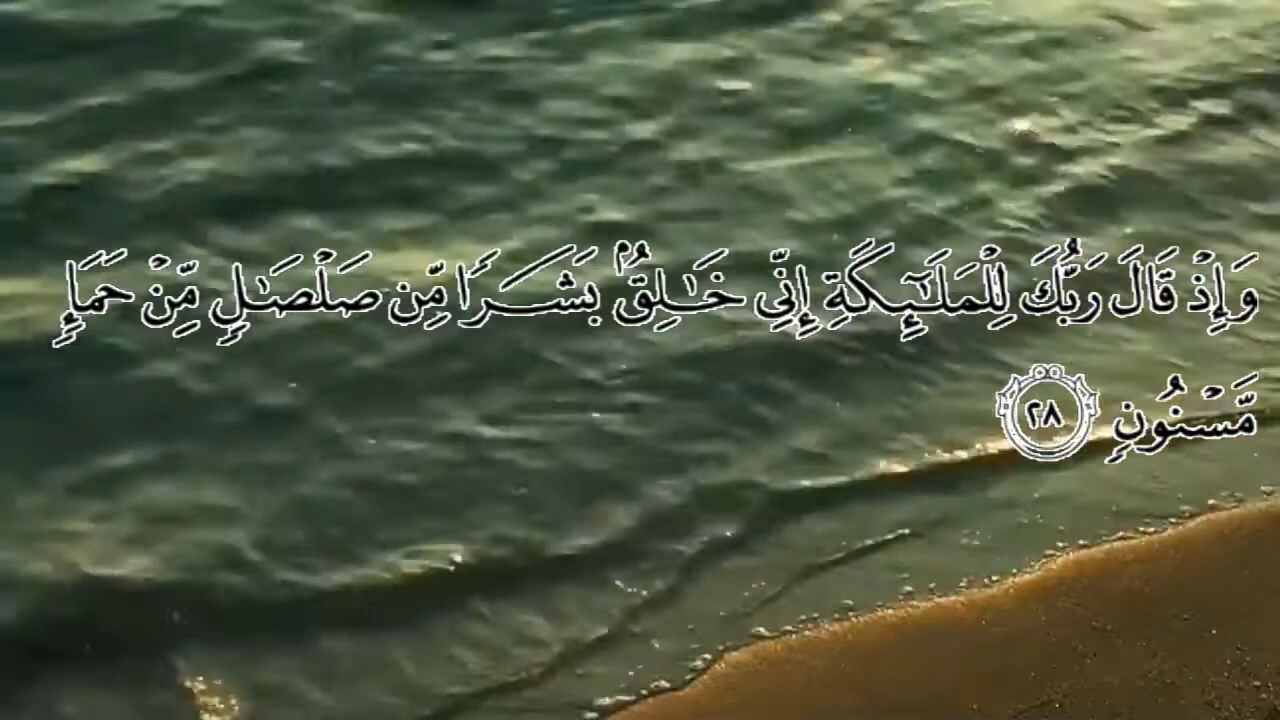 وَإِذْ قَالَ رَبُّكَ لِلْمَلَـٰٓئِكَةِ إِنِّى خَـٰلِقٌۢ بَشَرًا مِّن صَلْصَـٰلٍ مِّنْ حَمَإٍ
مَّسْنُونٍ ٢٨